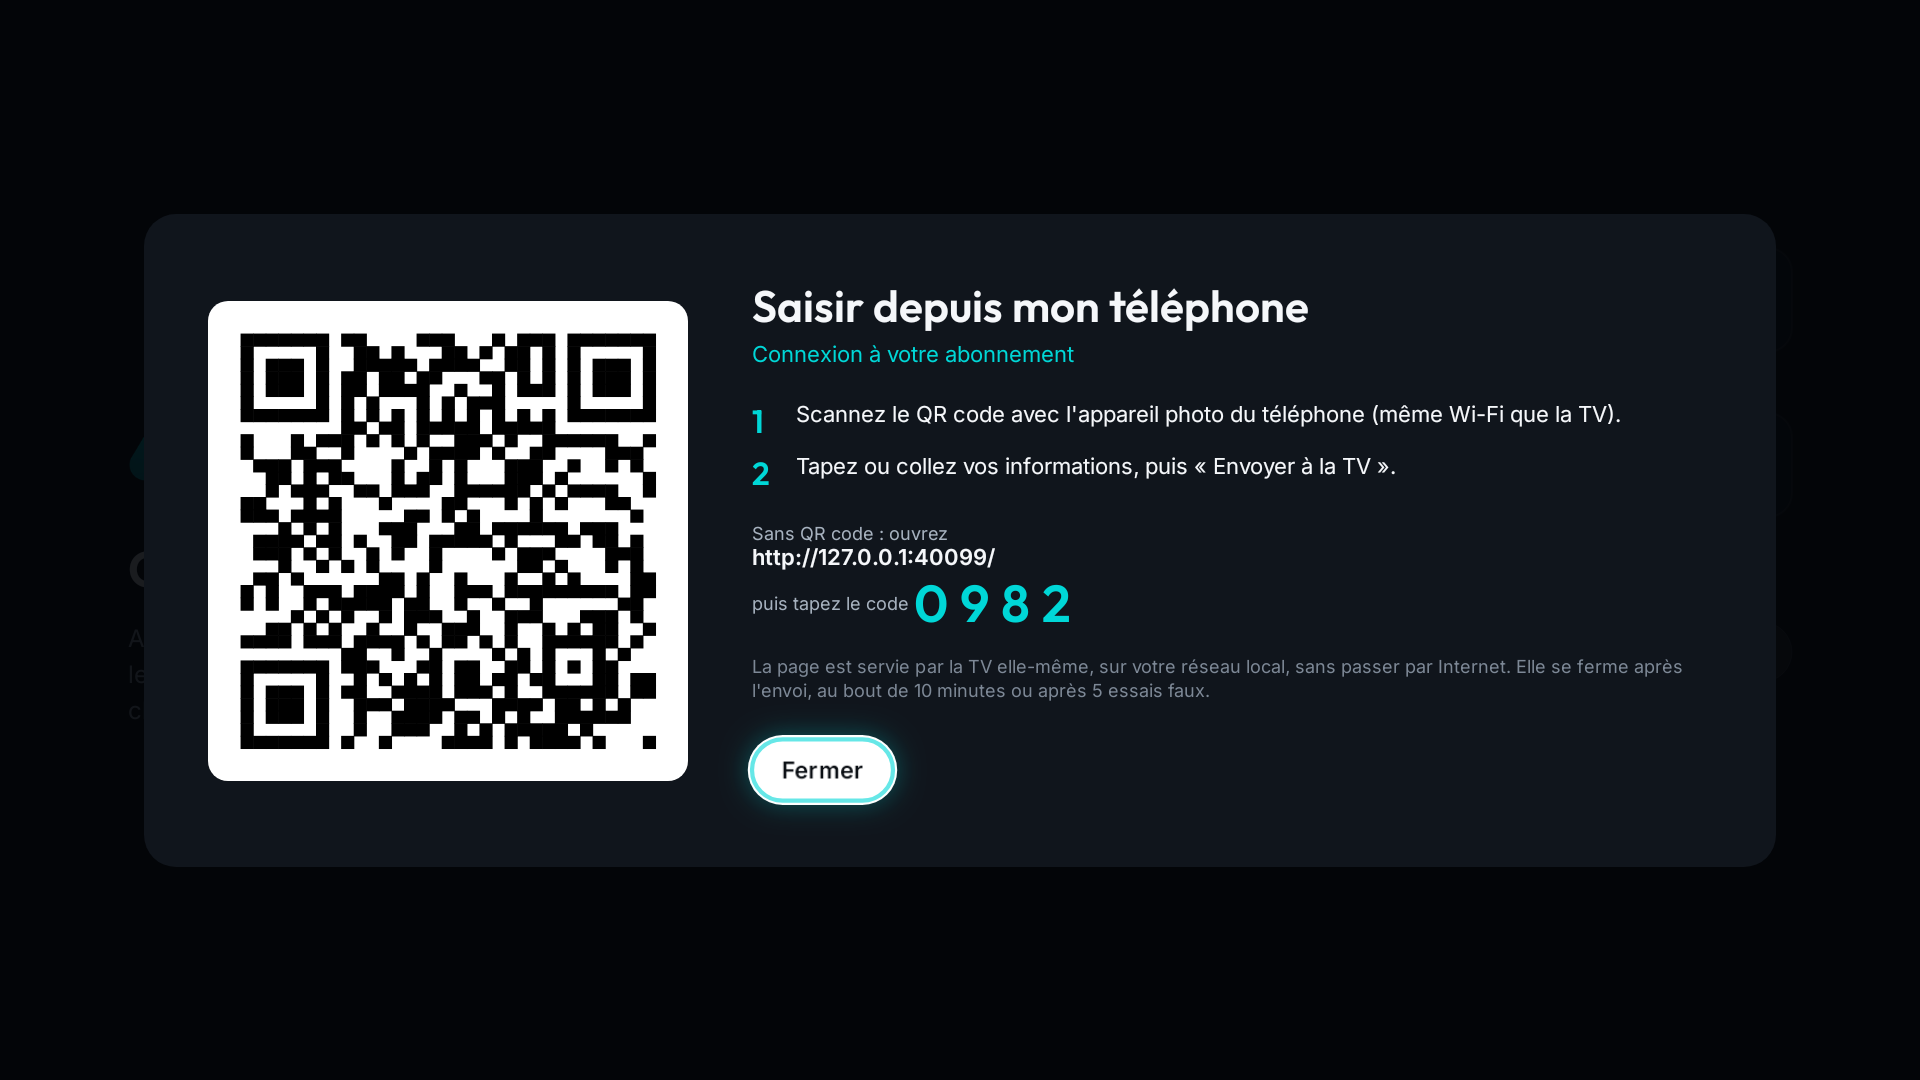 Saisir depuis mon téléphone
Connexion à votre abonnement
1 Scannez le QR code avec l'appareil photo du téléphone (même Wi-Fi que la TV).
2 Tapez ou collez vos informations, puis « Envoyer à la TV ».
Sans QR code : ouvrez
http://127.0.0.1:40099/
puis tapez le code 0 9 8 2
La page est servie par la TV elle-même, sur votre réseau local, sans passer par Internet. Elle se ferme après
l'envoi, au bout de 10 minutes ou après 5 essais faux.
Fermer